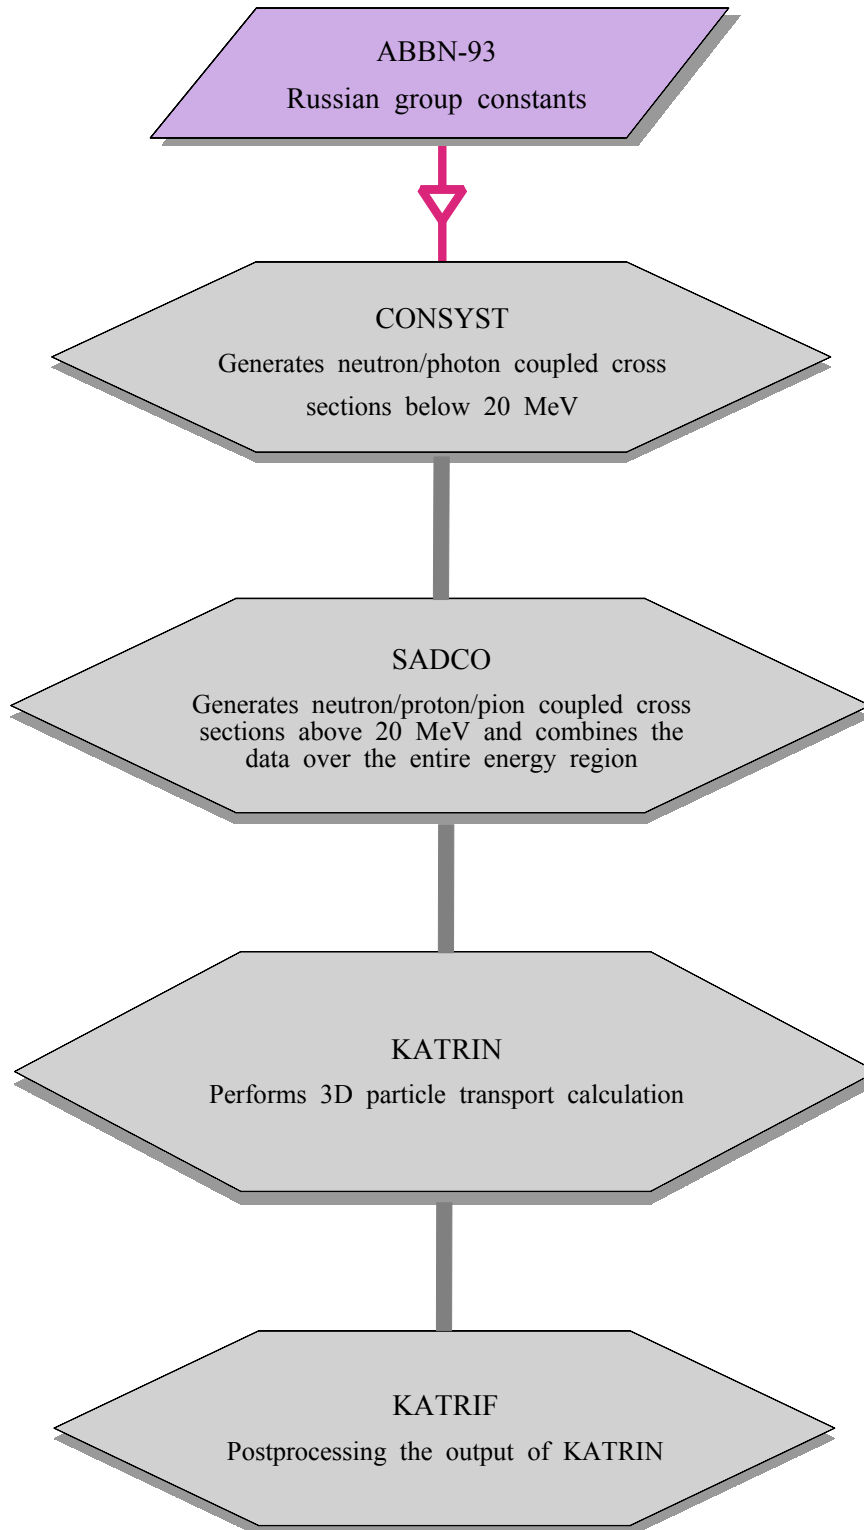 ABBN-93
Russian group constants
CONSYST
Generates neutron/photon coupled cross
sections below 20 MeV
SADCO
Generates neutron/proton/pion coupled cross
sections above 20 MeV and combines the
data over the entire energy region
KATRIN
Performs 3D particle transport calculation
KATRIF
Postprocessing the output of KATRIN